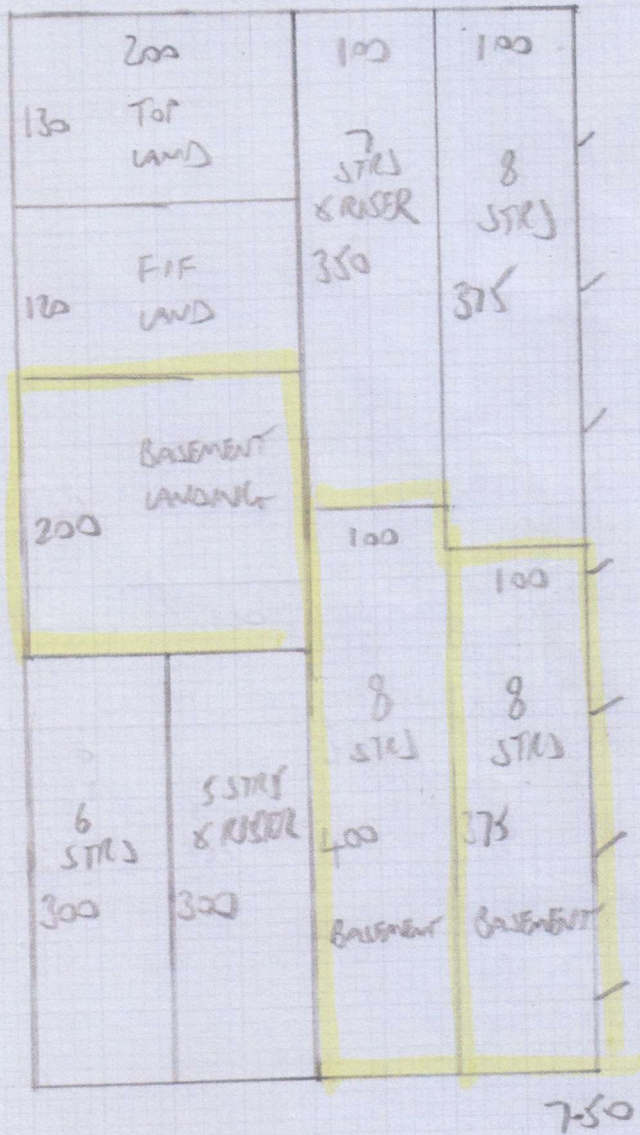 200
130
TOP
LAND
100
7
STRS
& RISER
350
100
8
STRS
375
F/F
LAND
120
BASEMENT
LANDING
200
100
8
STRS
400
BASEMENT
100
8
STRS
375
BASEMENT
6
STRS
300
5 STRS
& RISER
300
7.50